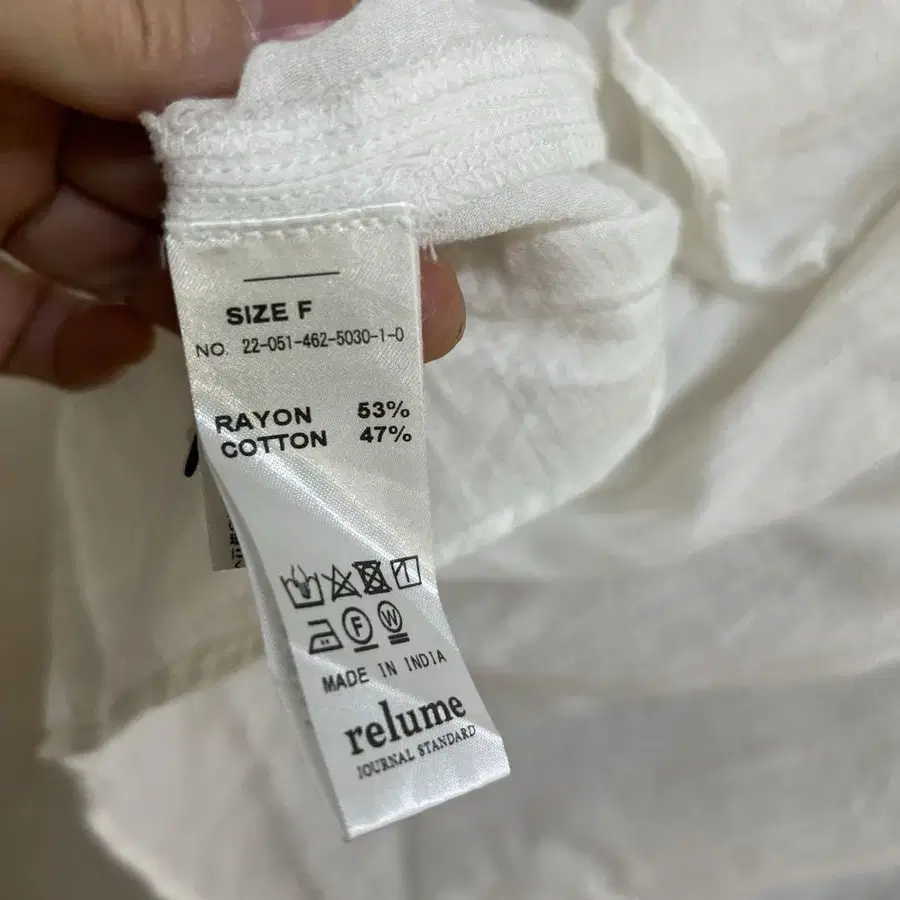 SIZE F
NO. 22-051-462-5030-1-0
RAYON 53%
COTTON 47%
F W
MADE IN INDIA
relume
JOURNAL STANDARD